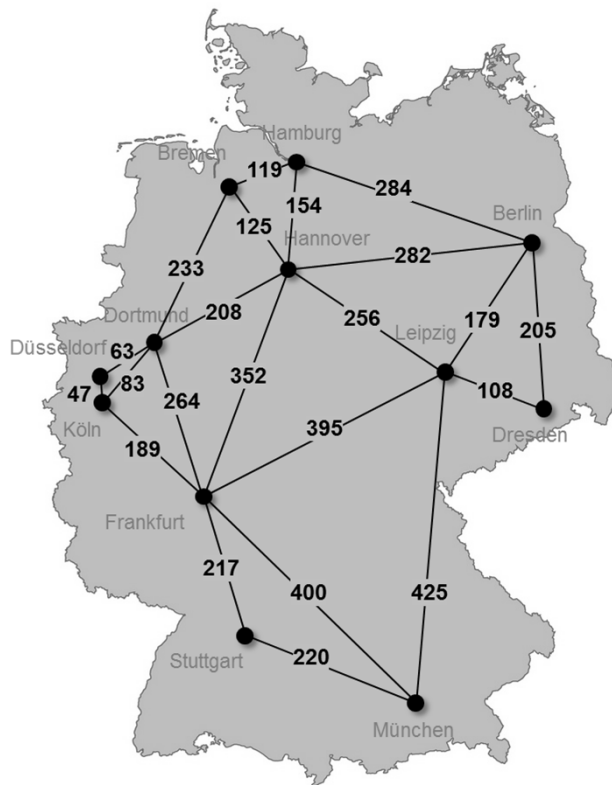 Hamburg
Bremen
119
284
154
Berlin
125
Hannover
282
233
Dortmund
208
256
179
205
Leipzig
Düsseldorf
63
47
83
352
108
264
Köln
Dresden
395
189
Frankfurt
217
400
425
Stuttgart
220
München